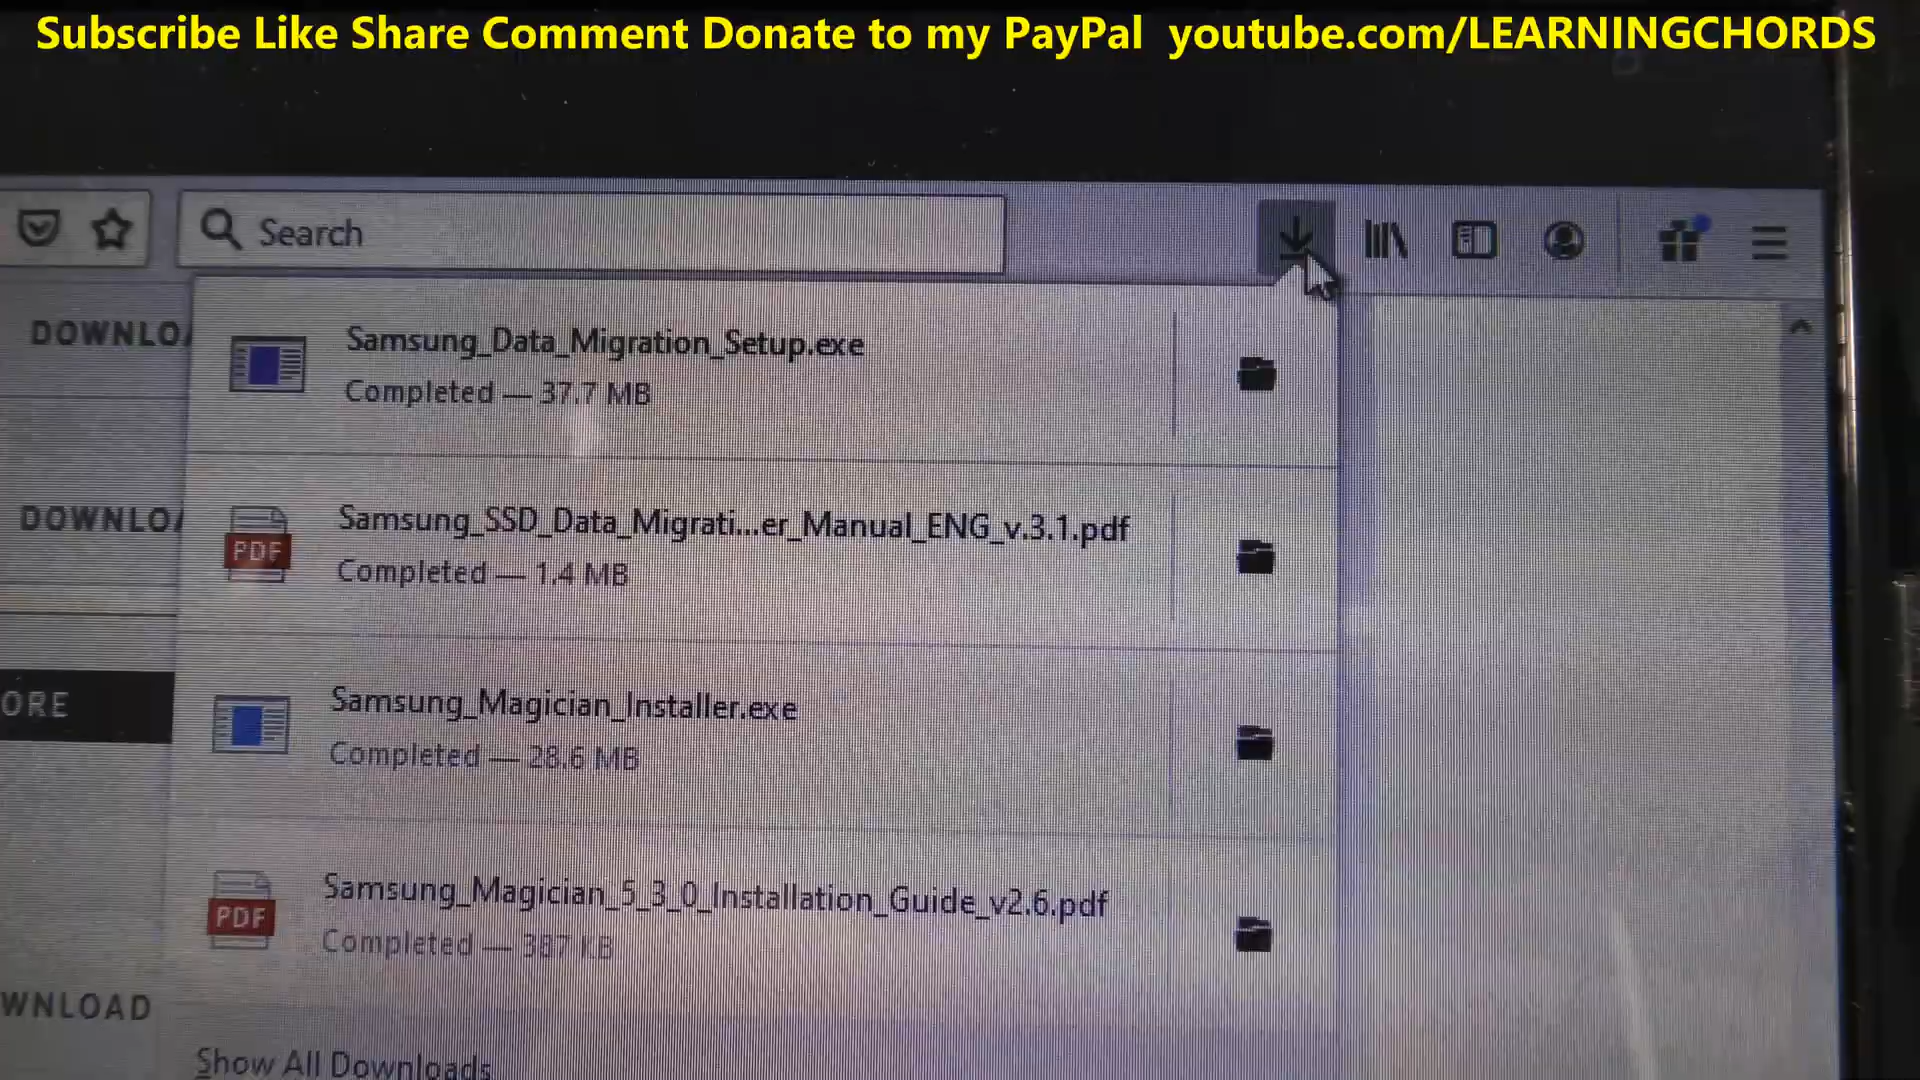 Subscribe Like Share Comment Donate to my PayPal youtube.com/LEARNINGCHORDS
Search
DOWNLOA
Samsung_Data_Migration_Setup.exe
Completed — 37.7 MB
DOWNLOA
Samsung_SSD_Data_Migrati...er_Manual_ENG_v.3.1.pdf
PDF
Completed — 1.4 MB
ORE
Samsung_Magician_Installer.exe
Completed — 28.6 MB
Samsung_Magician_5_3_0_Installation_Guide_v2.6.pdf
PDF
Completed — 387 KB
WNLOAD
Show All Downloads